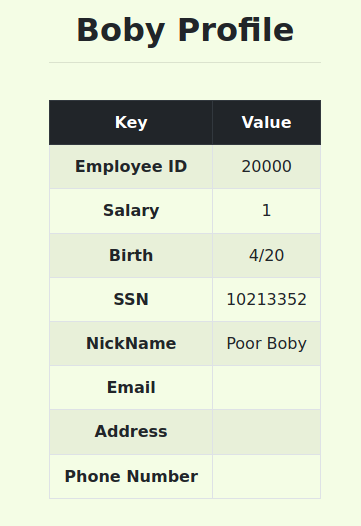 Boby Profile
Key Value
Employee ID 20000
Salary 1
Birth 4/20
SSN 10213352
NickName Poor Boby
Email
Address
Phone Number